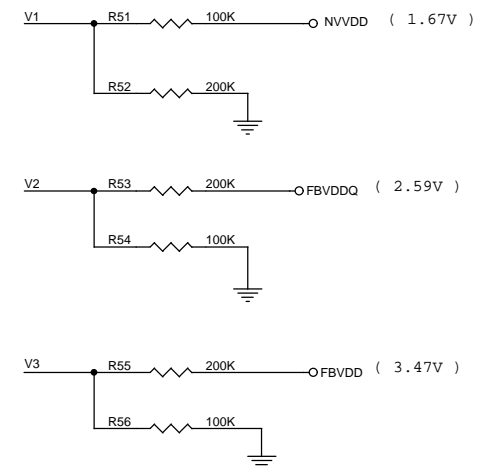 V1 R51 100K NVVDD ( 1.67V )
R52 200K
V2 R53 200K FBVDDQ ( 2.59V )
R54 100K
V3 R55 200K FBVDD ( 3.47V )
R56 100K